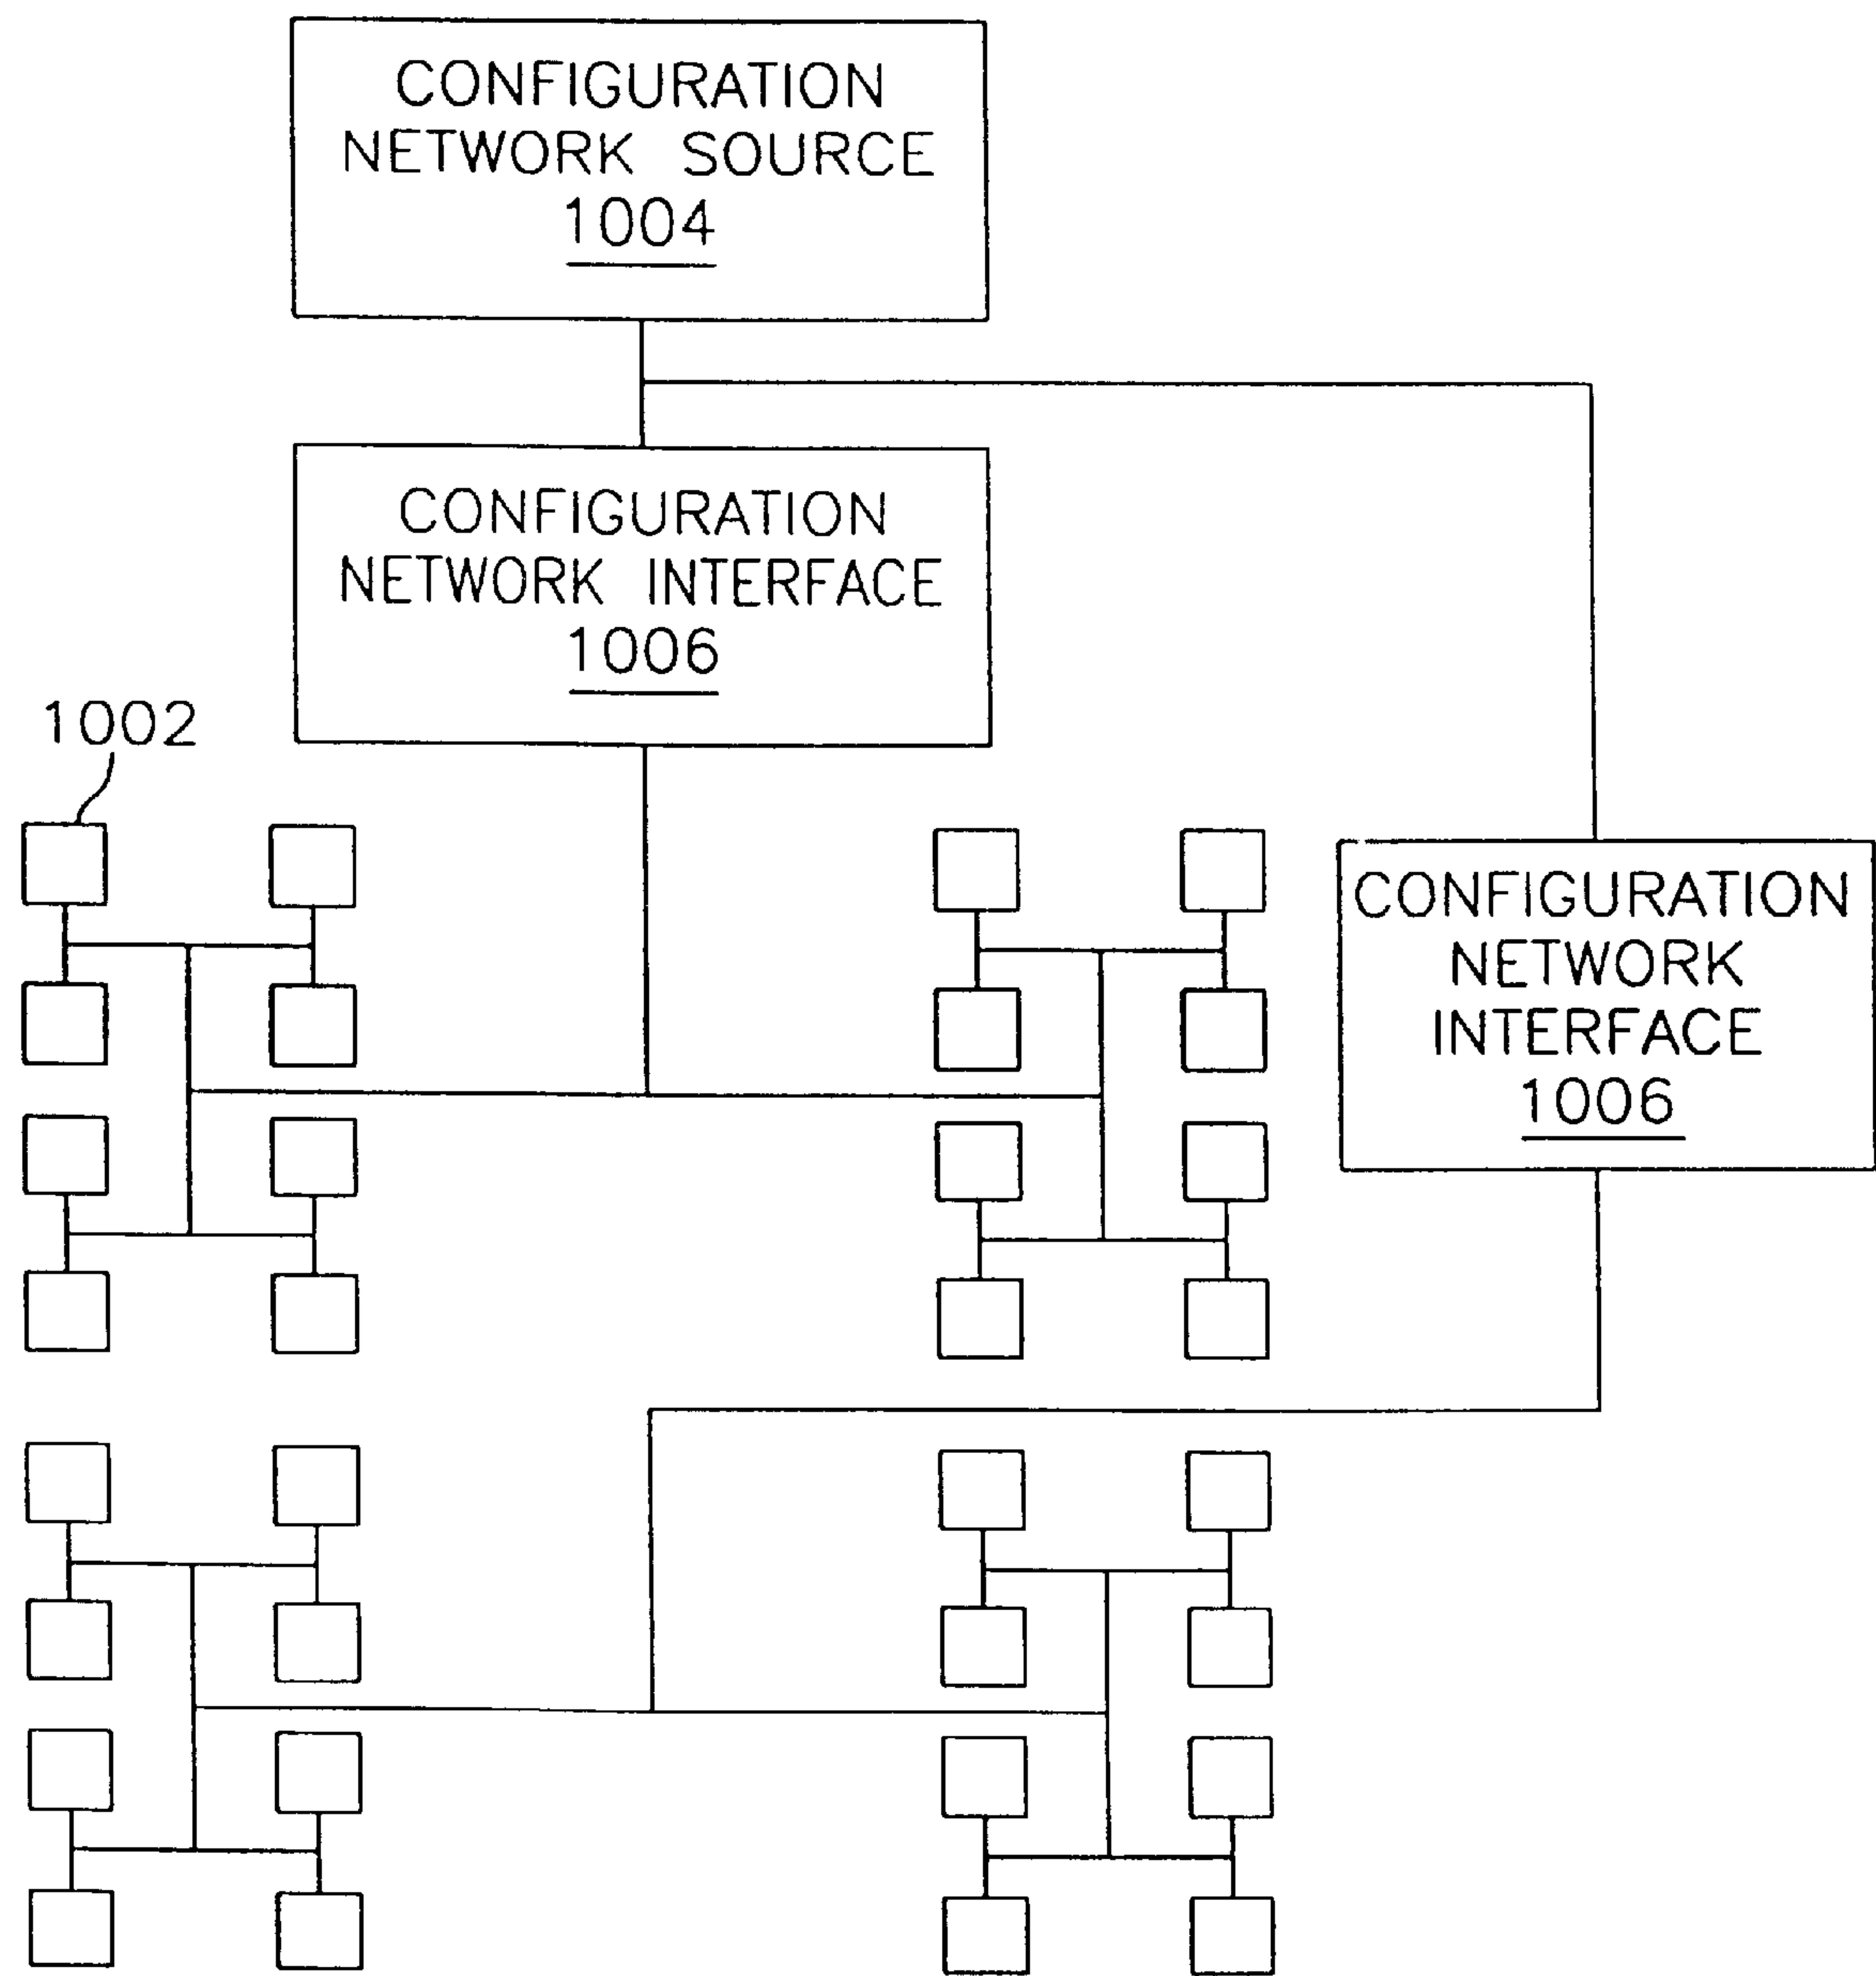 CONFIGURATION
NETWORK SOURCE
1004
CONFIGURATION
NETWORK INTERFACE
1006
1002
CONFIGURATION
NETWORK
INTERFACE
1006